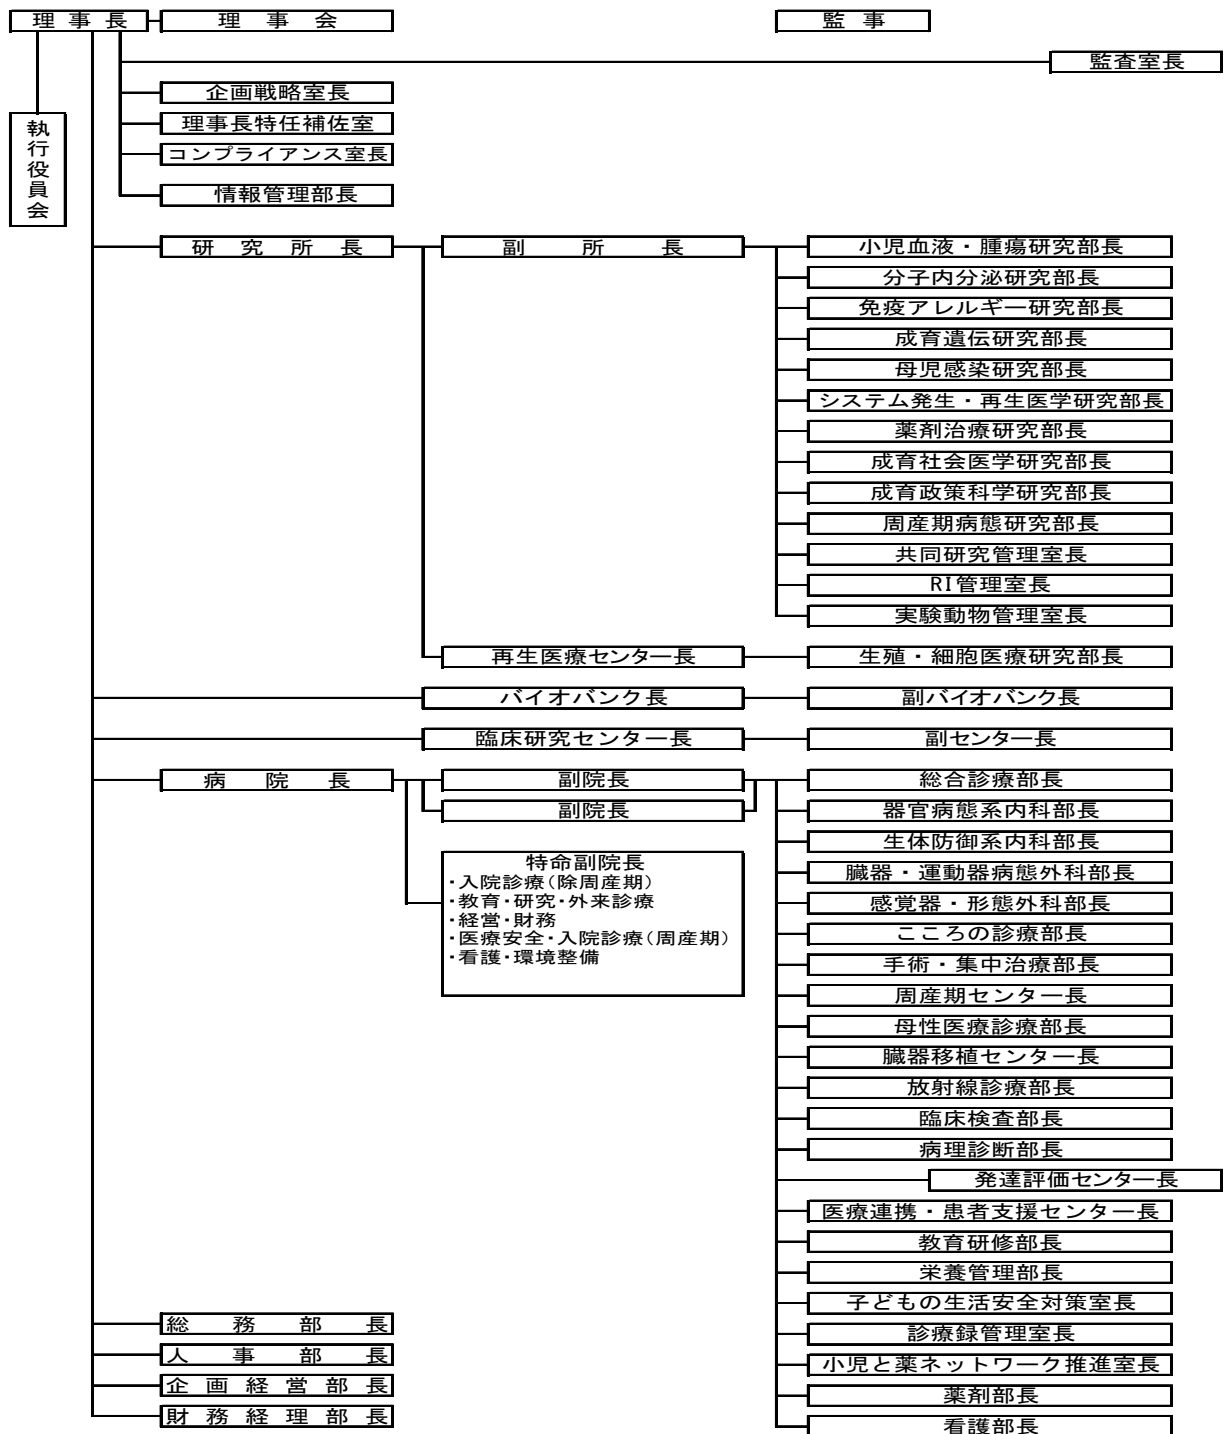 理事長 理事会 監事
監査室長
企画戦略室長
理事長特任補佐室
コンプライアンス室長
情報管理部長
執行役員会
研究所長 副所長 小児血液・腫瘍研究部長
分子内分泌研究部長
免疫アレルギー研究部長
成育遺伝研究部長
母児感染研究部長
システム発生・再生医学研究部長
薬剤治療研究部長
成育社会医学研究部長
成育政策科学研究部長
周産期病態研究部長
共同研究管理室長
RI管理室長
実験動物管理室長
再生医療センター長 生殖・細胞医療研究部長
バイオバンク長 副バイオバンク長
臨床研究センター長 副センター長
病院長 副院長 総合診療部長
副院長 器官病態系内科部長
生体防御系内科部長
特命副院長
・入院診療(除周産期)
・教育・研究・外来診療
・経営・財務
・医療安全・入院診療(周産期)
・看護・環境整備
臓器・運動器病態外科部長
感覚器・形態外科部長
こころの診療部長
手術・集中治療部長
周産期センター長
母性医療診療部長
臓器移植センター長
放射線診療部長
臨床検査部長
病理診断部長
発達評価センター長
医療連携・患者支援センター長
教育研修部長
栄養管理部長
子どもの生活安全対策室長
診療録管理室長
小児と薬ネットワーク推進室長
薬剤部長
看護部長
総務部長
人事部長
企画経営部長
財務経理部長